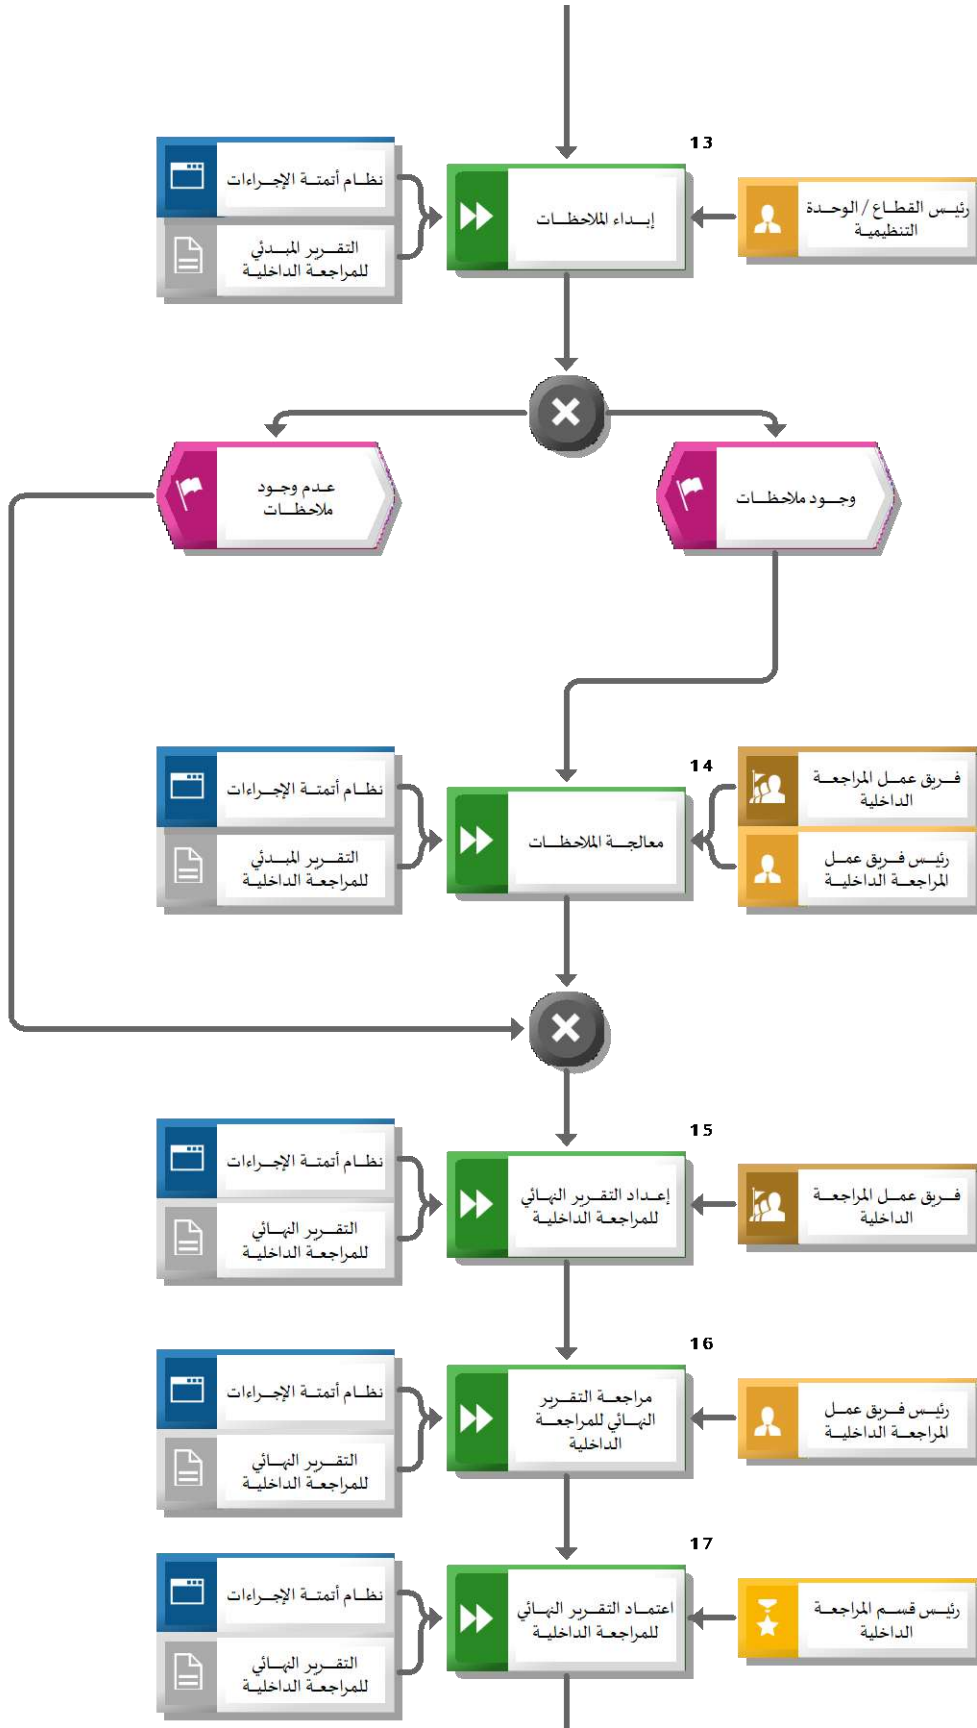 13
رئيس القطاع / الوحدة
التنظيمية
إبداء الملاحظات
نظام أتمتة الإجراءات
التقرير المبدئي
للمراجعة الداخلية
وجود ملاحظات
عدم وجود
ملاحظات
14
فريق عمل المراجعة
الداخلية
رئيس فريق عمل
المراجعة الداخلية
معالجة الملاحظات
نظام أتمتة الإجراءات
التقرير المبدئي
للمراجعة الداخلية
15
فريق عمل المراجعة
الداخلية
إعداد التقرير النهائي
للمراجعة الداخلية
نظام أتمتة الإجراءات
التقرير النهائي
للمراجعة الداخلية
16
رئيس فريق عمل
المراجعة الداخلية
مراجعة التقرير
النهائي للمراجعة
الداخلية
نظام أتمتة الإجراءات
التقرير النهائي
للمراجعة الداخلية
17
رئيس قسم المراجعة
الداخلية
اعتماد التقرير النهائي
للمراجعة الداخلية
نظام أتمتة الإجراءات
التقرير النهائي
للمراجعة الداخلية